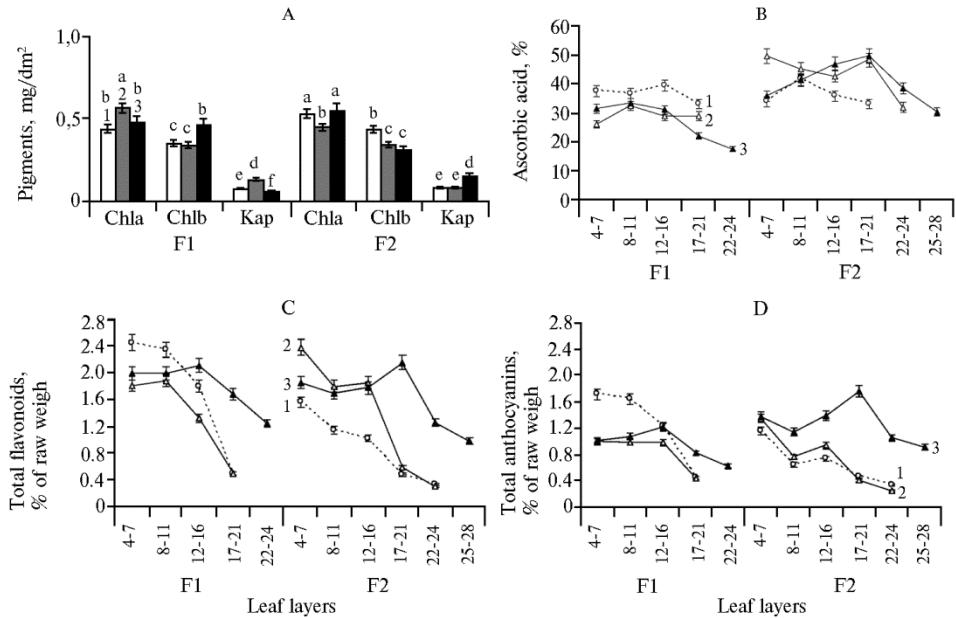 A
Pigments, mg/dm²
1,0
0,5
0
b
1
a
2
b
3
c
c
b
e
d
f
a
b
a
b
c
c
e
e
d
Chla
Chlb
Kap
Chla
Chlb
Kap
F1
F2
B
Ascorbic acid, %
60
50
40
30
20
10
0
1
2
3
4-7
8-11
12-16
17-21
22-24
4-7
8-11
12-16
17-21
22-24
25-28
F1
F2
C
Total flavonoids,
% of raw weigh
2.8
2.4
2.0
1.6
1.2
0.8
0.4
0
2
3
1
4-7
8-11
12-16
17-21
22-24
4-7
8-11
12-16
17-21
22-24
25-28
F1
F2
Leaf layers
D
Total anthocyanins,
% of raw weigh
2.8
2.4
2.0
1.6
1.2
0.8
0.4
0
3
1
2
4-7
8-11
12-16
17-21
22-24
4-7
8-11
12-16
17-21
22-24
25-28
F1
F2
Leaf layers